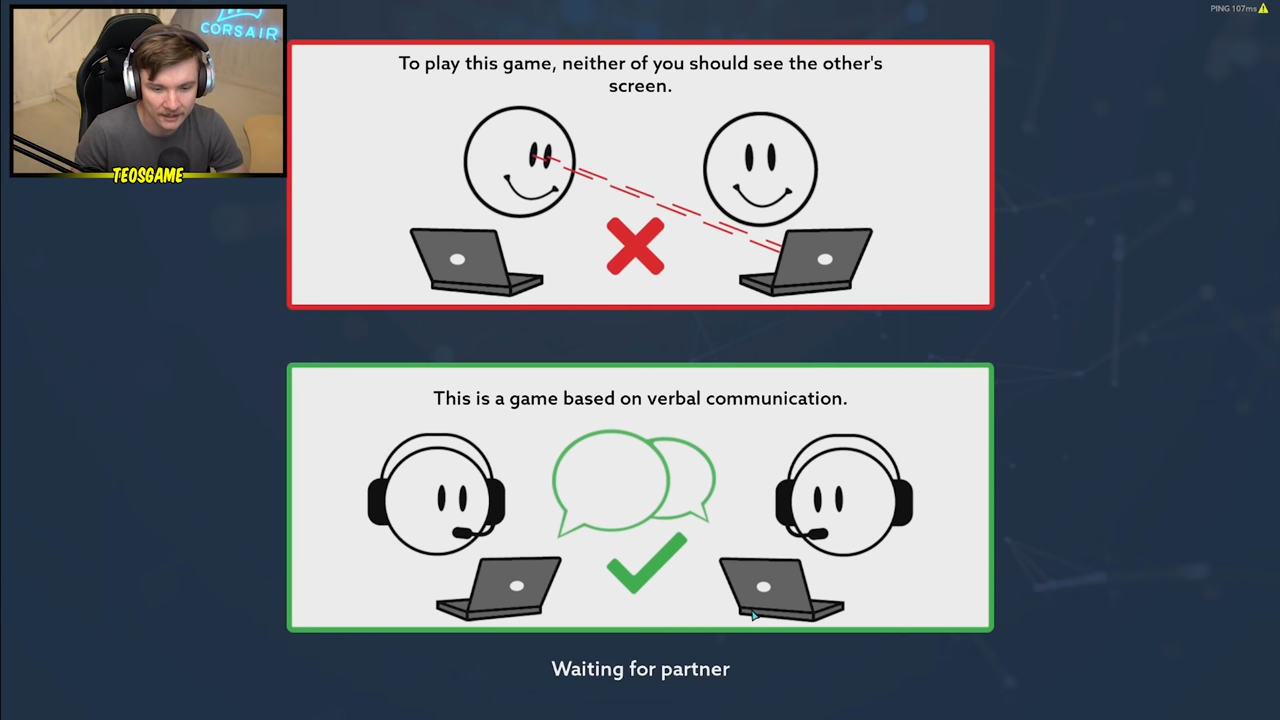 PING 107ms
CORSAIR
To play this game, neither of you should see the other's
screen.
TEOSGAME
This is a game based on verbal communication.
Waiting for partner